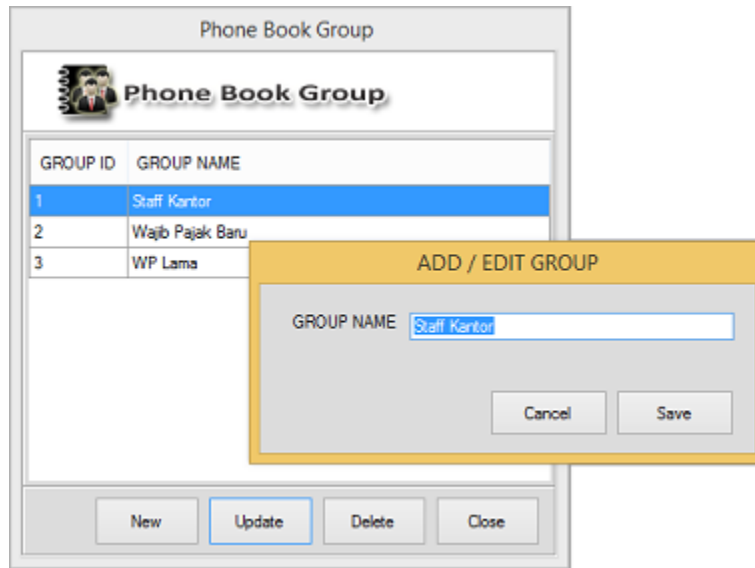 Phone Book Group
Phone Book Group
GROUP ID GROUP NAME
1 Staff Kantor
2 Wajib Pajak Baru
3 WP Lama
ADD / EDIT GROUP
GROUP NAME Staff Kantor
Cancel Save
New Update Delete Close